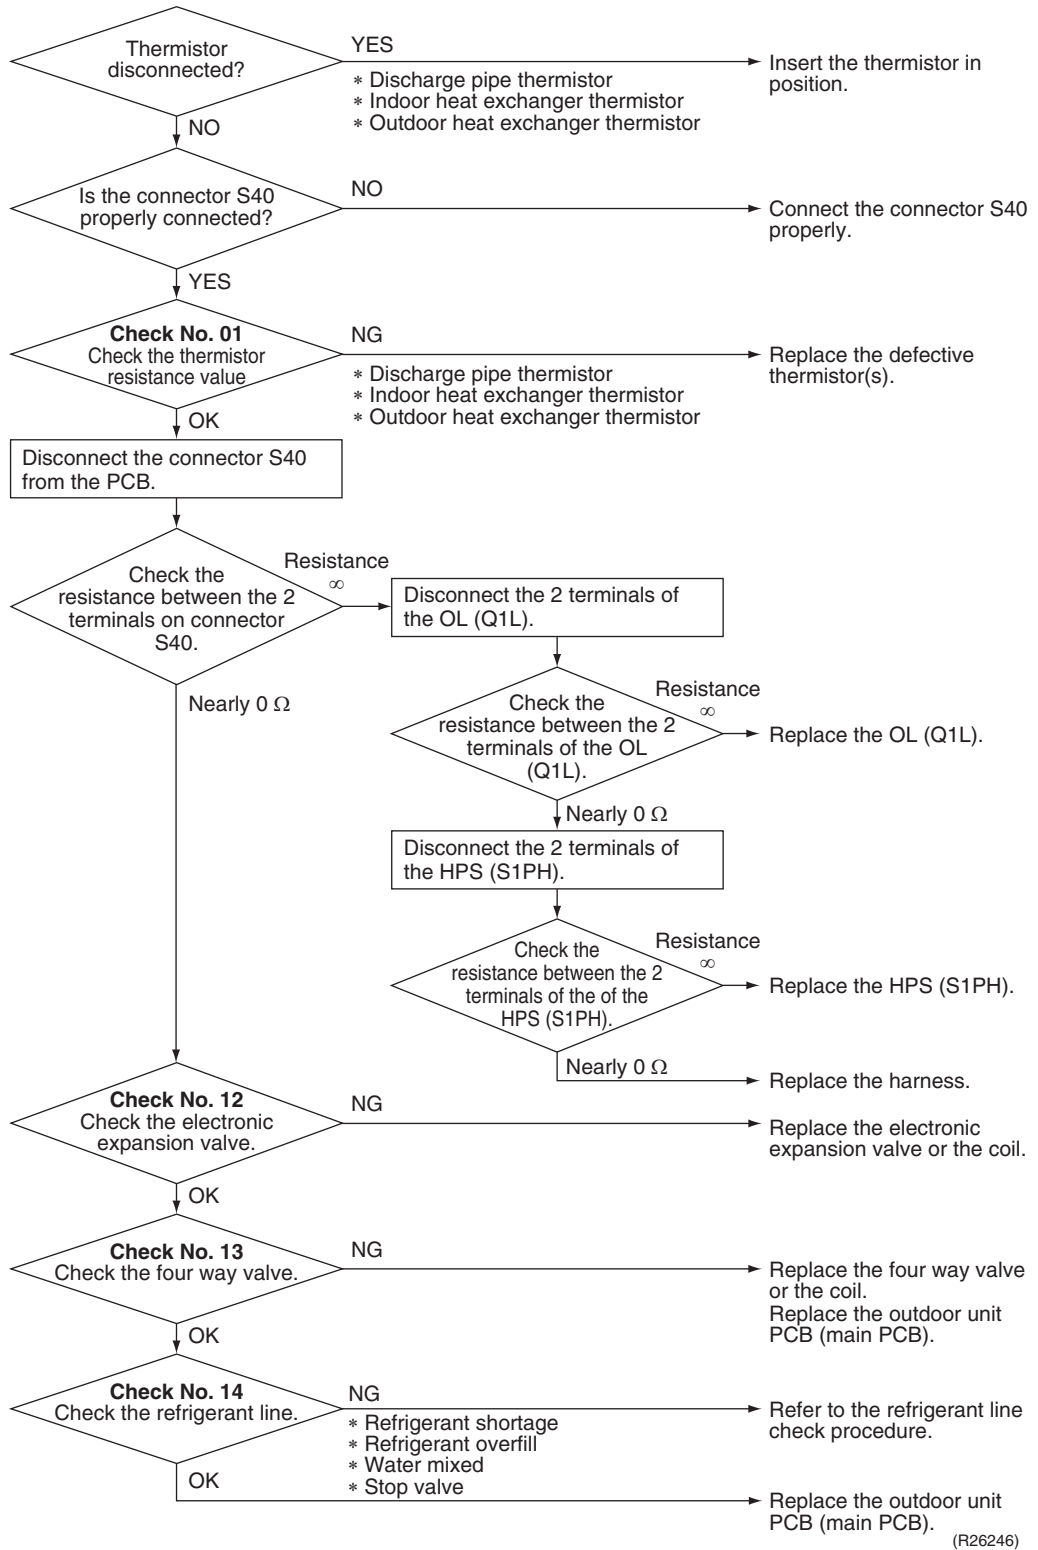 Thermistor
disconnected?
YES
∗ Discharge pipe thermistor
∗ Indoor heat exchanger thermistor
∗ Outdoor heat exchanger thermistor
Insert the thermistor in
position.
NO
Is the connector S40
properly connected?
NO
Connect the connector S40
properly.
YES
Check No. 01
Check the thermistor
resistance value
NG
∗ Discharge pipe thermistor
∗ Indoor heat exchanger thermistor
∗ Outdoor heat exchanger thermistor
Replace the defective
thermistor(s).
OK
Disconnect the connector S40
from the PCB.
Check the
resistance between the 2
terminals on connector
S40.
Resistance
∞
Disconnect the 2 terminals of
the OL (Q1L).
Nearly 0 Ω
Check the
resistance between the 2
terminals of the OL
(Q1L).
Resistance
∞
Replace the OL (Q1L).
Nearly 0 Ω
Disconnect the 2 terminals of
the HPS (S1PH).
Check the
resistance between the 2
terminals of the of the
HPS (S1PH).
Resistance
∞
Replace the HPS (S1PH).
Nearly 0 Ω
Replace the harness.
Check No. 12
Check the electronic
expansion valve.
NG
Replace the electronic
expansion valve or the coil.
OK
Check No. 13
Check the four way valve.
NG
Replace the four way valve
or the coil.
Replace the outdoor unit
PCB (main PCB).
OK
Check No. 14
Check the refrigerant line.
NG
∗ Refrigerant shortage
∗ Refrigerant overfill
∗ Water mixed
∗ Stop valve
Refer to the refrigerant line
check procedure.
OK
Replace the outdoor unit
PCB (main PCB).
(R26246)